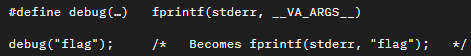 #define debug(…)   fprintf(stderr, __VA_ARGS__)
debug("flag");     /*   Becomes fprintf(stderr, "flag");   */